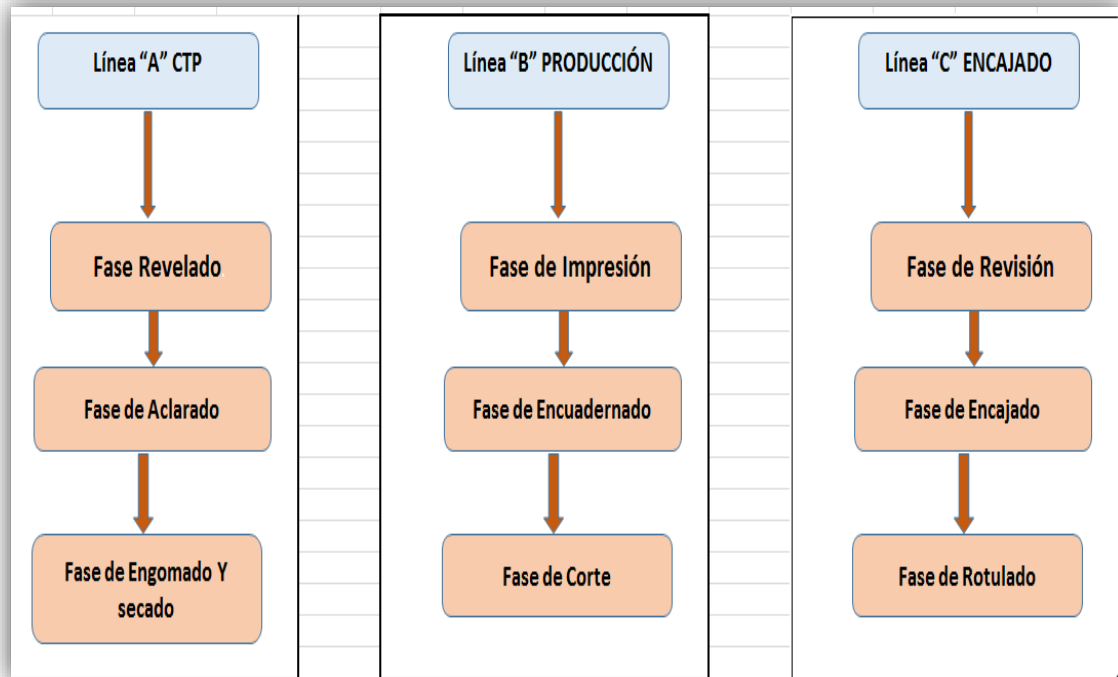 Línea “A” CTP
Fase Revelado
Fase de Aclarado
Fase de Engomado Y
secado
Línea “B” PRODUCCIÓN
Fase de Impresión
Fase de Encuadernado
Fase de Corte
Línea “C” ENCAJADO
Fase de Revisión
Fase de Encajado
Fase de Rotulado